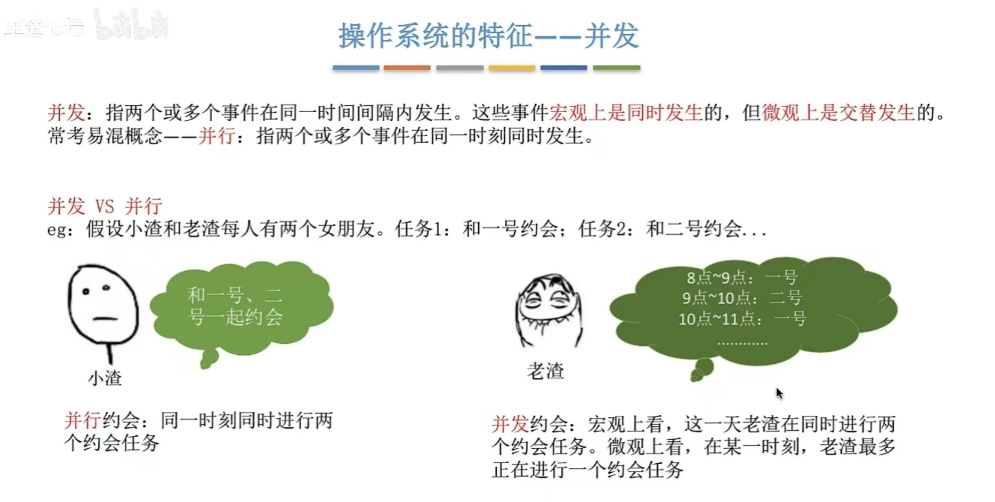 操作系统的特征——并发
并发：指两个或多个事件在同一时间间隔内发生。这些事件宏观上是同时发生的，但微观上是交替发生的。
常考易混概念——并行：指两个或多个事件在同一时刻同时发生。
并发 VS 并行
eg：假设小渣和老渣每人有两个女朋友。任务1：和一号约会；任务2：和二号约会...
和一号、二
号一起约会
小渣
并行约会：同一时刻同时进行两
个约会任务
8点~9点：一号
9点~10点：二号
10点~11点：一号
............
老渣
并发约会：宏观上看，这一天老渣在同时进行两
个约会任务。微观上看，在某一时刻，老渣最多
正在进行一个约会任务